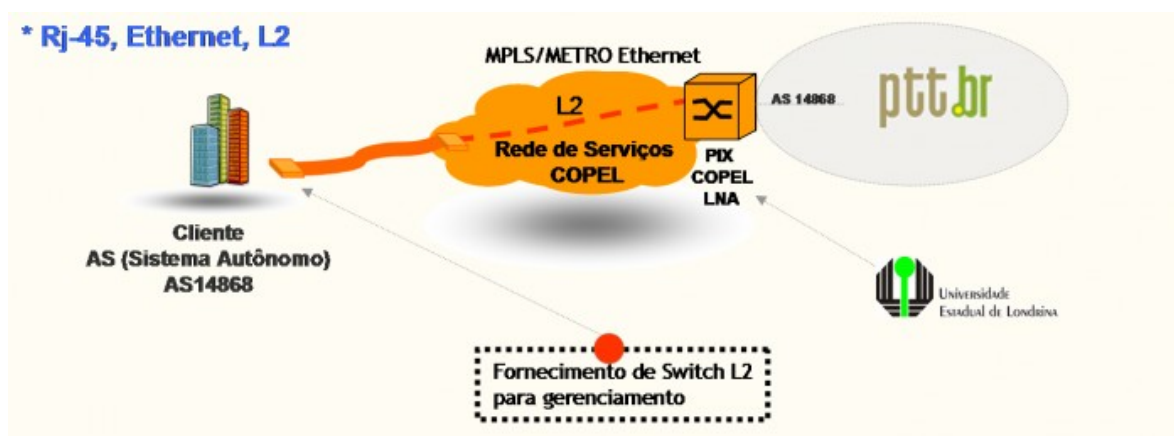 * Rj-45, Ethernet, L2
MPLS/METRO Ethernet
L2
Rede de Serviços
COPEL
PIX
COPEL
LNA
AS 14868
ptt.br
Cliente
AS (Sistema Autônomo)
AS14868
Universidade
Estadual de Londrina
Fornecimento de Switch L2
para gerenciamento